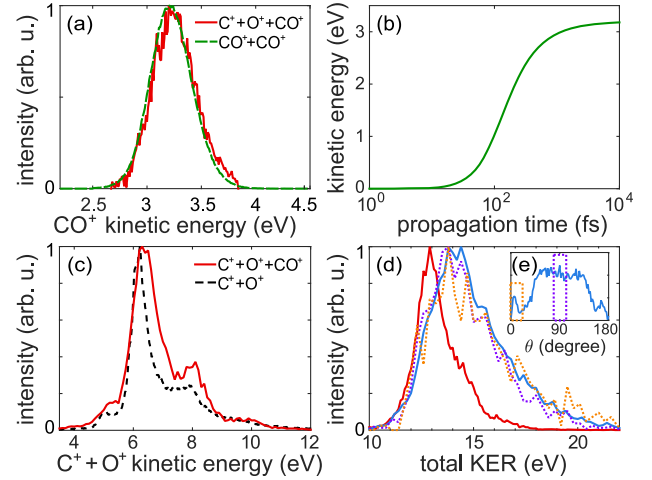 (a)
C⁺+O⁺+CO⁺
CO⁺+CO⁺
intensity (arb. u.)
1
0
2.5 3 3.5 4 4.5
CO⁺ kinetic energy (eV)
(b)
kinetic energy (eV)
3
2
1
0
10⁰ 10² 10⁴
propagation time (fs)
(c)
C⁺+O⁺+CO⁺
C⁺+O⁺
intensity (arb. u.)
1
0
4 6 8 10 12
C⁺+O⁺ kinetic energy (eV)
(d)
intensity (arb. u.)
1
0
10 15 20
total KER (eV)
(e)
0 90 180
θ (degree)